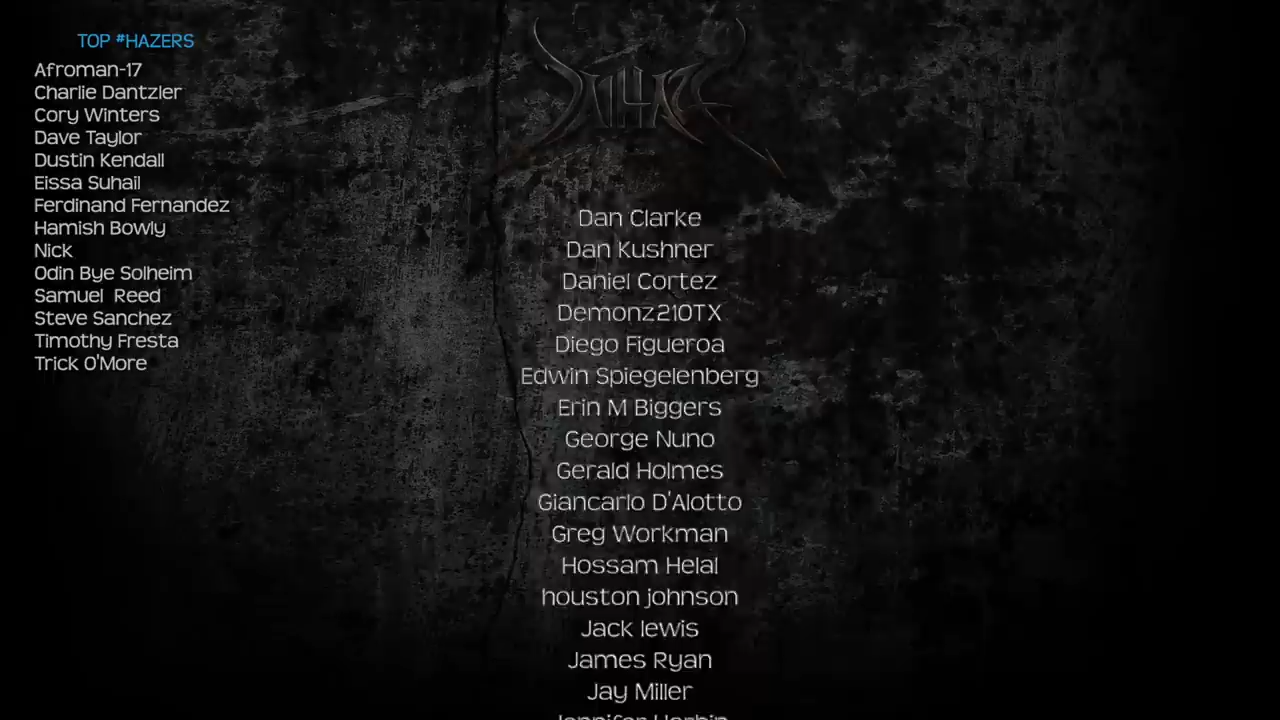 TOP #HAZERS
Afroman-17
Charlie Dantzler
Cory Winters
Dave Taylor
Dustin Kendall
Eissa Suhail
Ferdinand Fernandez
Hamish Bowly
Nick
Odin Bye Solheim
Samuel  Reed
Steve Sanchez
Timothy Fresta
Trick O'More
Dan Clarke
Dan Kushner
Daniel Cortez
Demonz210TX
Diego Figueroa
Edwin Spiegelenberg
Erin M Biggers
George Nuno
Gerald Holmes
Giancarlo D'Alotto
Greg Workman
Hossam Helal
houston johnson
Jack lewis
James Ryan
Jay Miller